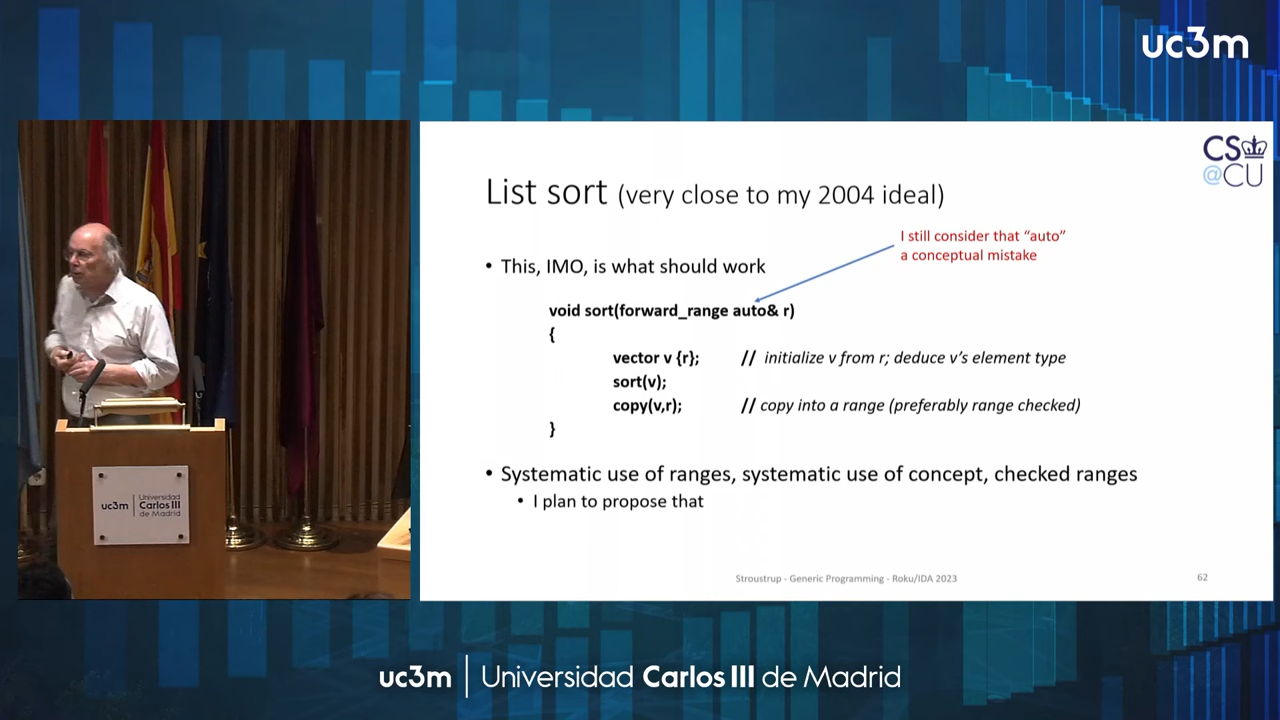 uc3m
CS
@CU
List sort (very close to my 2004 ideal)
I still consider that “auto”
a conceptual mistake
• This, IMO, is what should work
void sort(forward_range auto& r)
{
vector v {r}; // initialize v from r; deduce v’s element type
sort(v);
copy(v,r); // copy into a range (preferably range checked)
}
• Systematic use of ranges, systematic use of concept, checked ranges
• I plan to propose that
Stroustrup - Generic Programming - Roku/IDA 2023 62
uc3m Universidad
Carlos III
de Madrid
uc3m Universidad Carlos III de Madrid